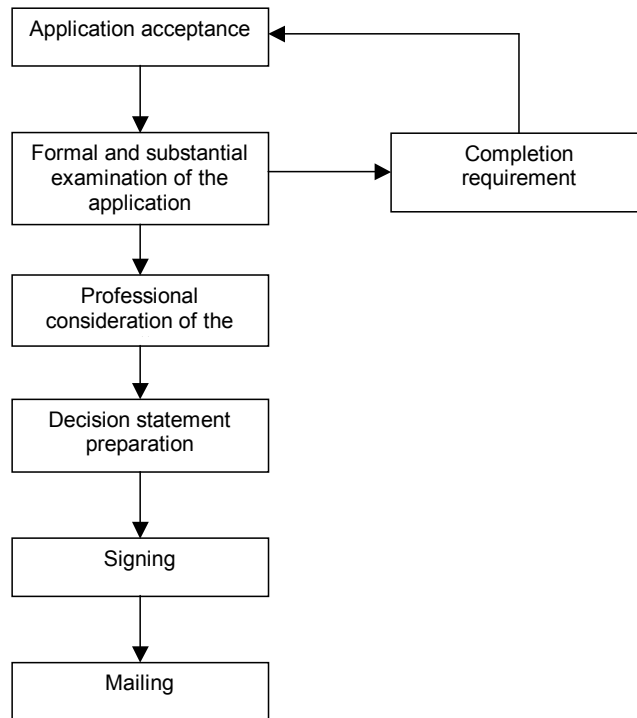 Application acceptance
Formal and substantial
examination of the
application
Completion
requirement
Professional
consideration of the
Decision statement
preparation
Signing
Mailing